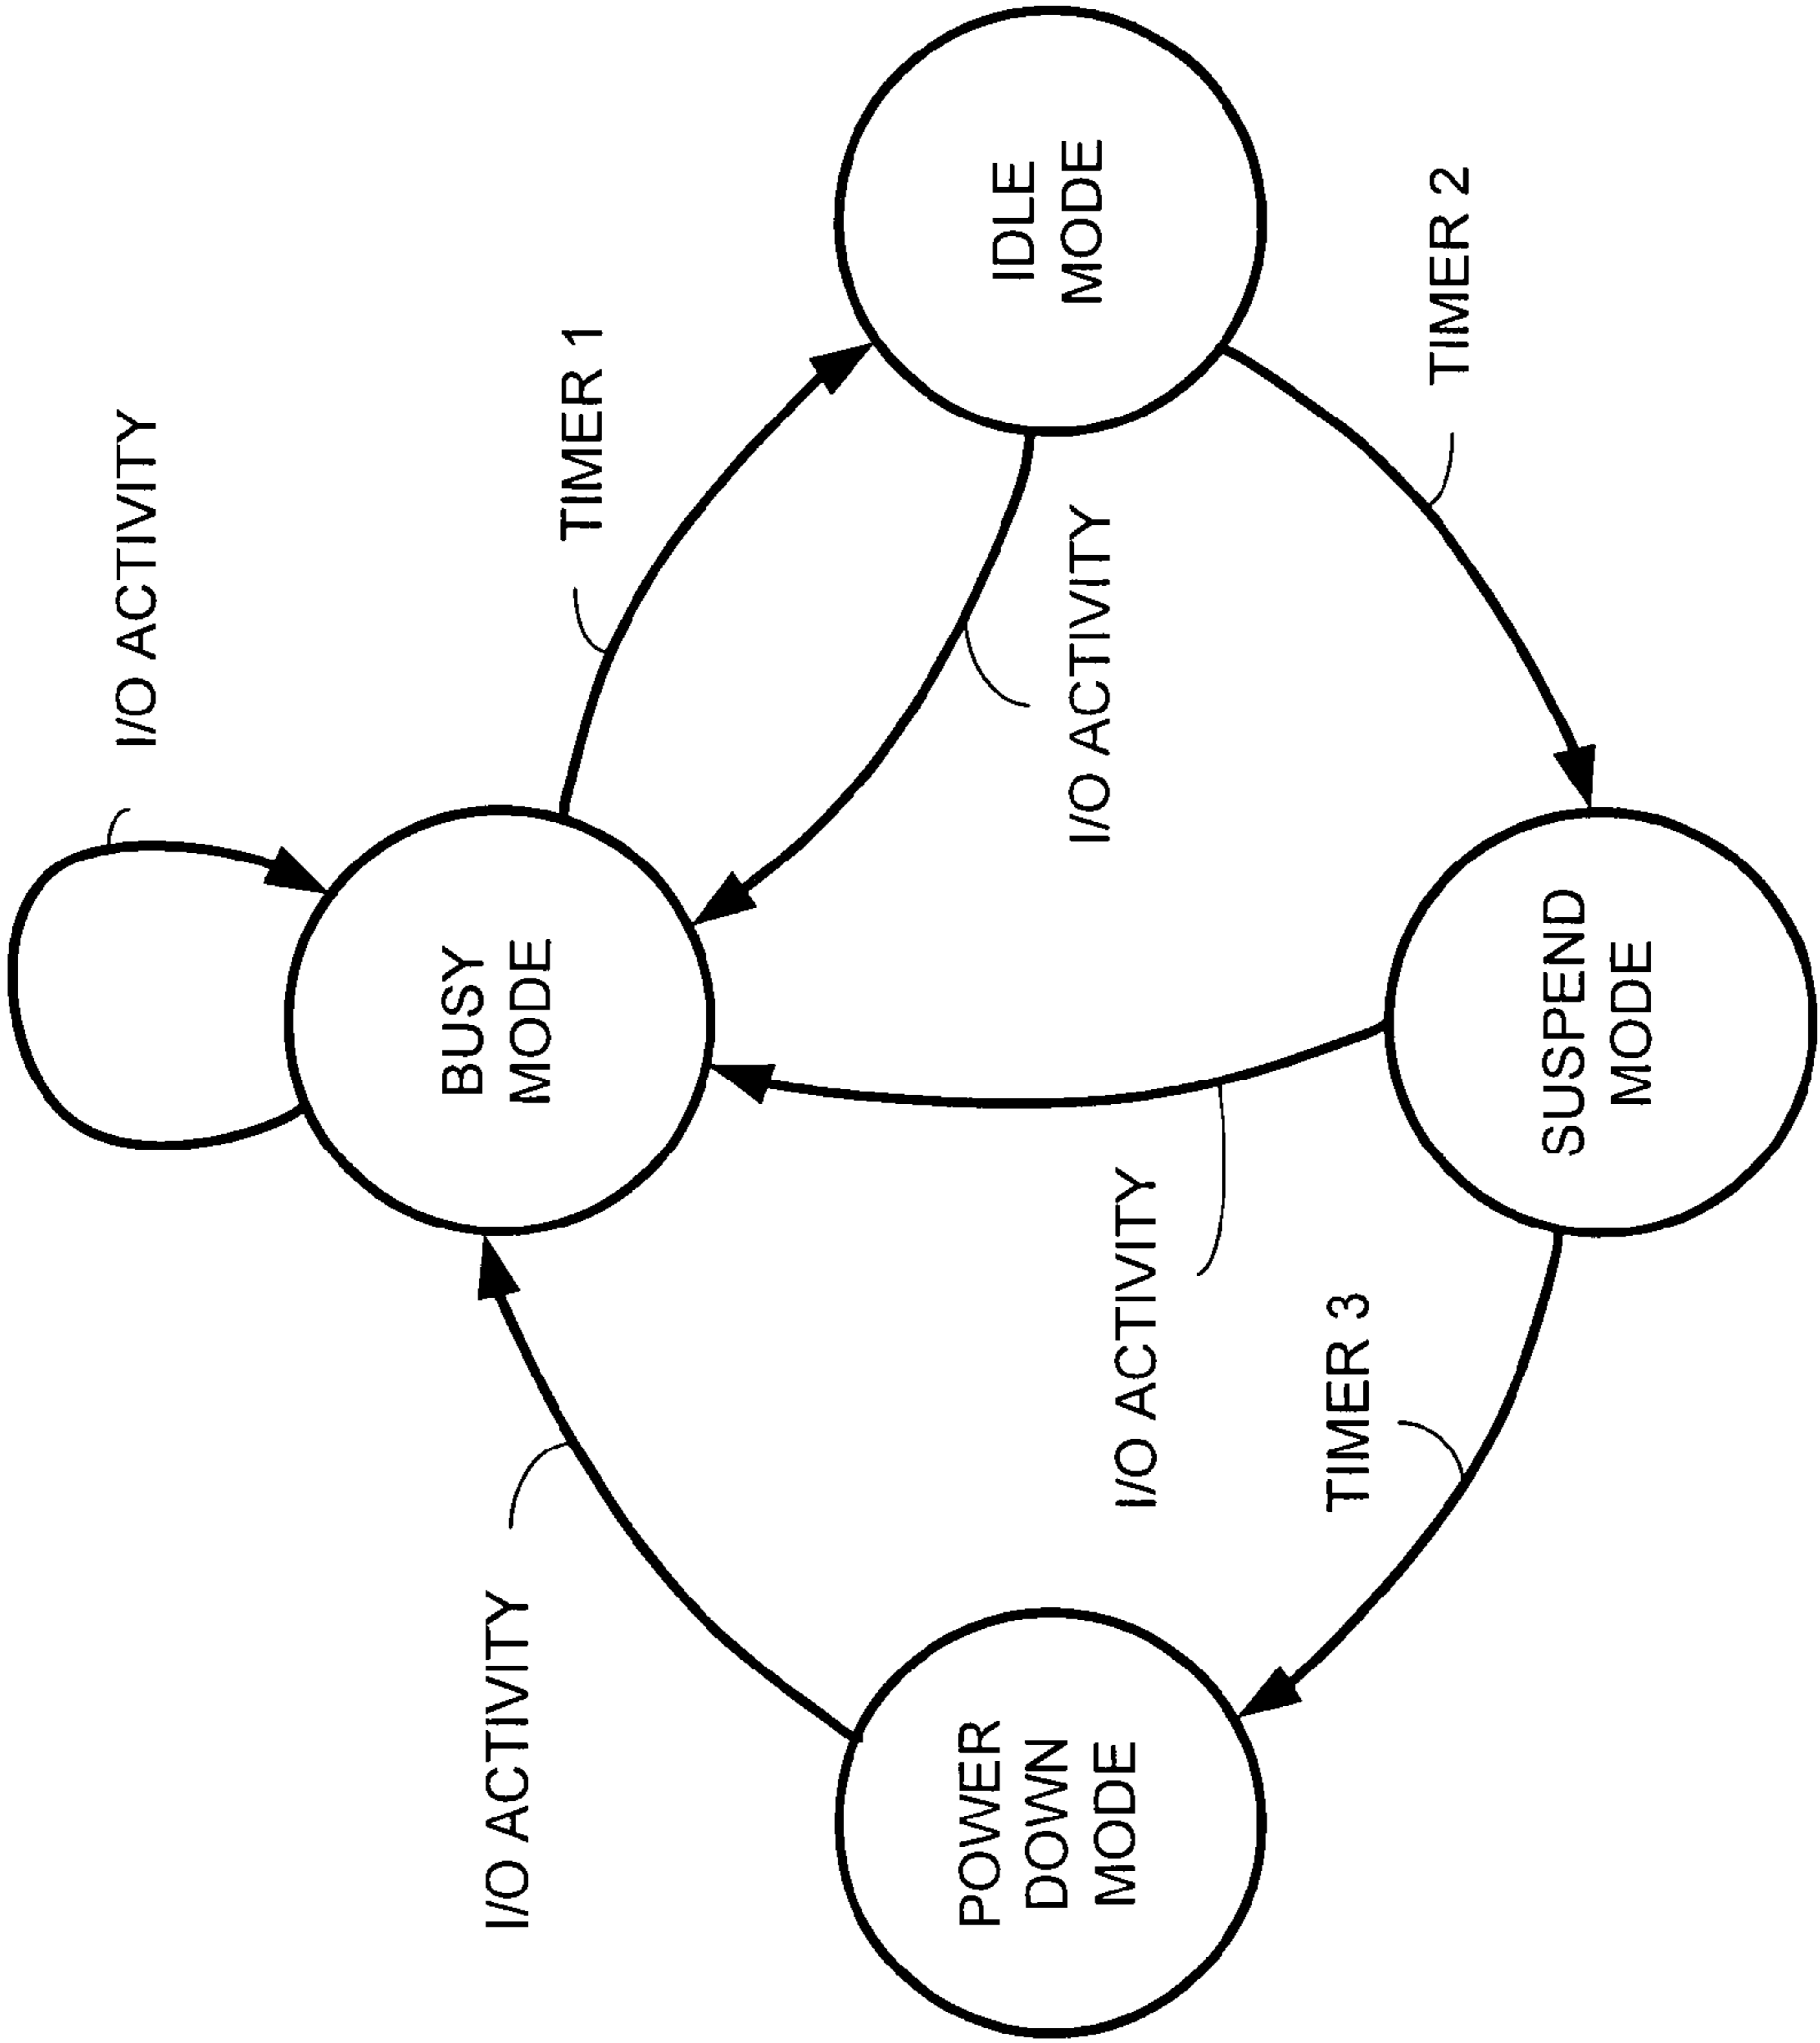 I/O ACTIVITY
BUSY
MODE
I/O ACTIVITY
TIMER 1
POWER
DOWN
MODE
IDLE
MODE
I/O ACTIVITY
I/O ACTIVITY
TIMER 3
TIMER 2
SUSPEND
MODE